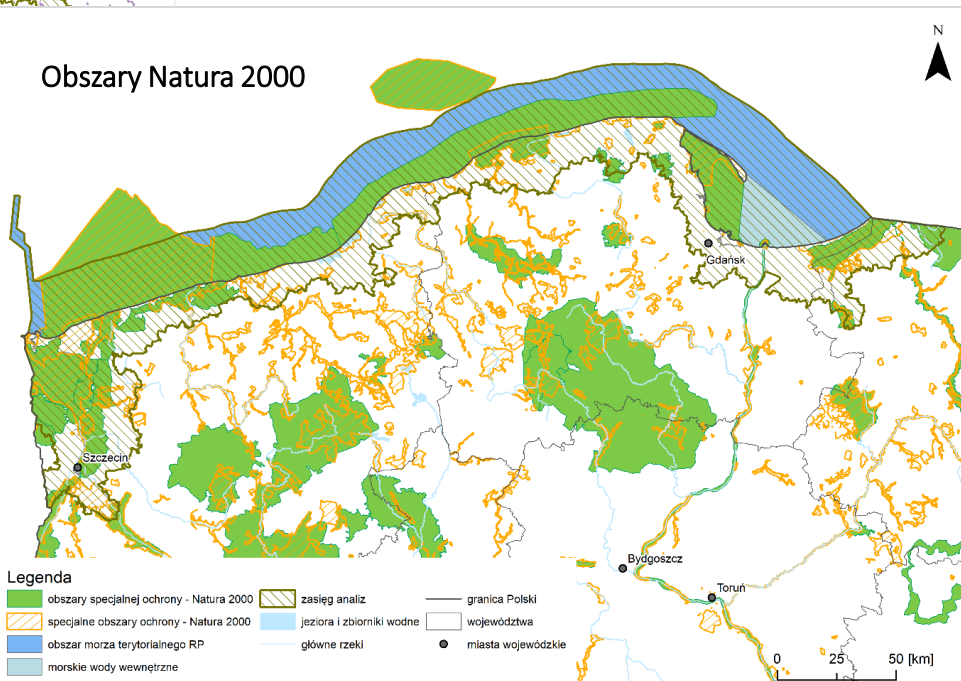 N
Obszary Natura 2000
Gdańsk
Szczecin
Bydgoszcz
Toruń
Legenda
obszary specjalnej ochrony - Natura 2000
specjalne obszary ochrony - Natura 2000
obszar morza terytorialnego RP
morskie wody wewnętrzne
zasięg analiz
jeziora i zbiorniki wodne
główne rzeki
granica Polski
województwa
miasta wojewódzkie
0 25 50 [km]